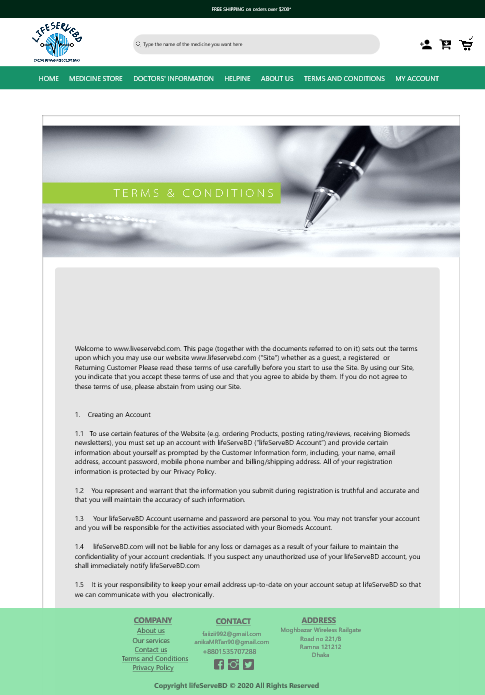 FREE SHIPPING on orders over $200*
LIFESERVEBD
Type the name of the medicine you want here
HOME MEDICINE STORE DOCTORS' INFORMATION HELPINE ABOUT US TERMS AND CONDITIONS MY ACCOUNT
TERMS & CONDITIONS
Welcome to www.liveservebd.com. This page (together with the documents referred to on it) sets out the terms
upon which you may use our website www.lifeservebd.com ("Site") whether as a guest, a registered or
Returning Customer Please read these terms of use carefully before you start to use the Site. By using our Site,
you indicate that you accept these terms of use and that you agree to abide by them. If you do not agree to
these terms of use, please abstain from using our Site.
1. Creating an Account
1.1 To use certain features of the Website (e.g. ordering Products, posting rating/reviews, receiving Biomeds
newsletters), you must set up an account with lifeServeBD ("lifeServeBD Account") and provide certain
information about yourself as prompted by the Customer Information form, including, your name, email
address, account password, mobile phone number and billing/shipping address. All of your registration
information is protected by our Privacy Policy.
1.2 You represent and warrant that the information you submit during registration is truthful and accurate and
that you will maintain the accuracy of such information.
1.3 Your lifeServeBD Account username and password are personal to you. You may not transfer your account
and you will be responsible for the activities associated with your Biomeds Account.
1.4 lifeServeBD.com will not be liable for any loss or damages as a result of your failure to maintain the
confidentiality of your account credentials. If you suspect any unauthorized use of your lifeServeBD account, you
shall immediately notify lifeServeBD.com
1.5 It is your responsibility to keep your email address up-to-date on your account setup at lifeServeBD so that
we can communicate with you electronically.
COMPANY
About us
Our services
Contact us
Terms and Conditions
Privacy Policy
CONTACT
+8801535707288
ADDRESS
Moghbazar Wireless Railgate
Road no 221/B
Ramna 121212
Dhaka
Copyright lifeServeBD © 2020 All Rights Reserved